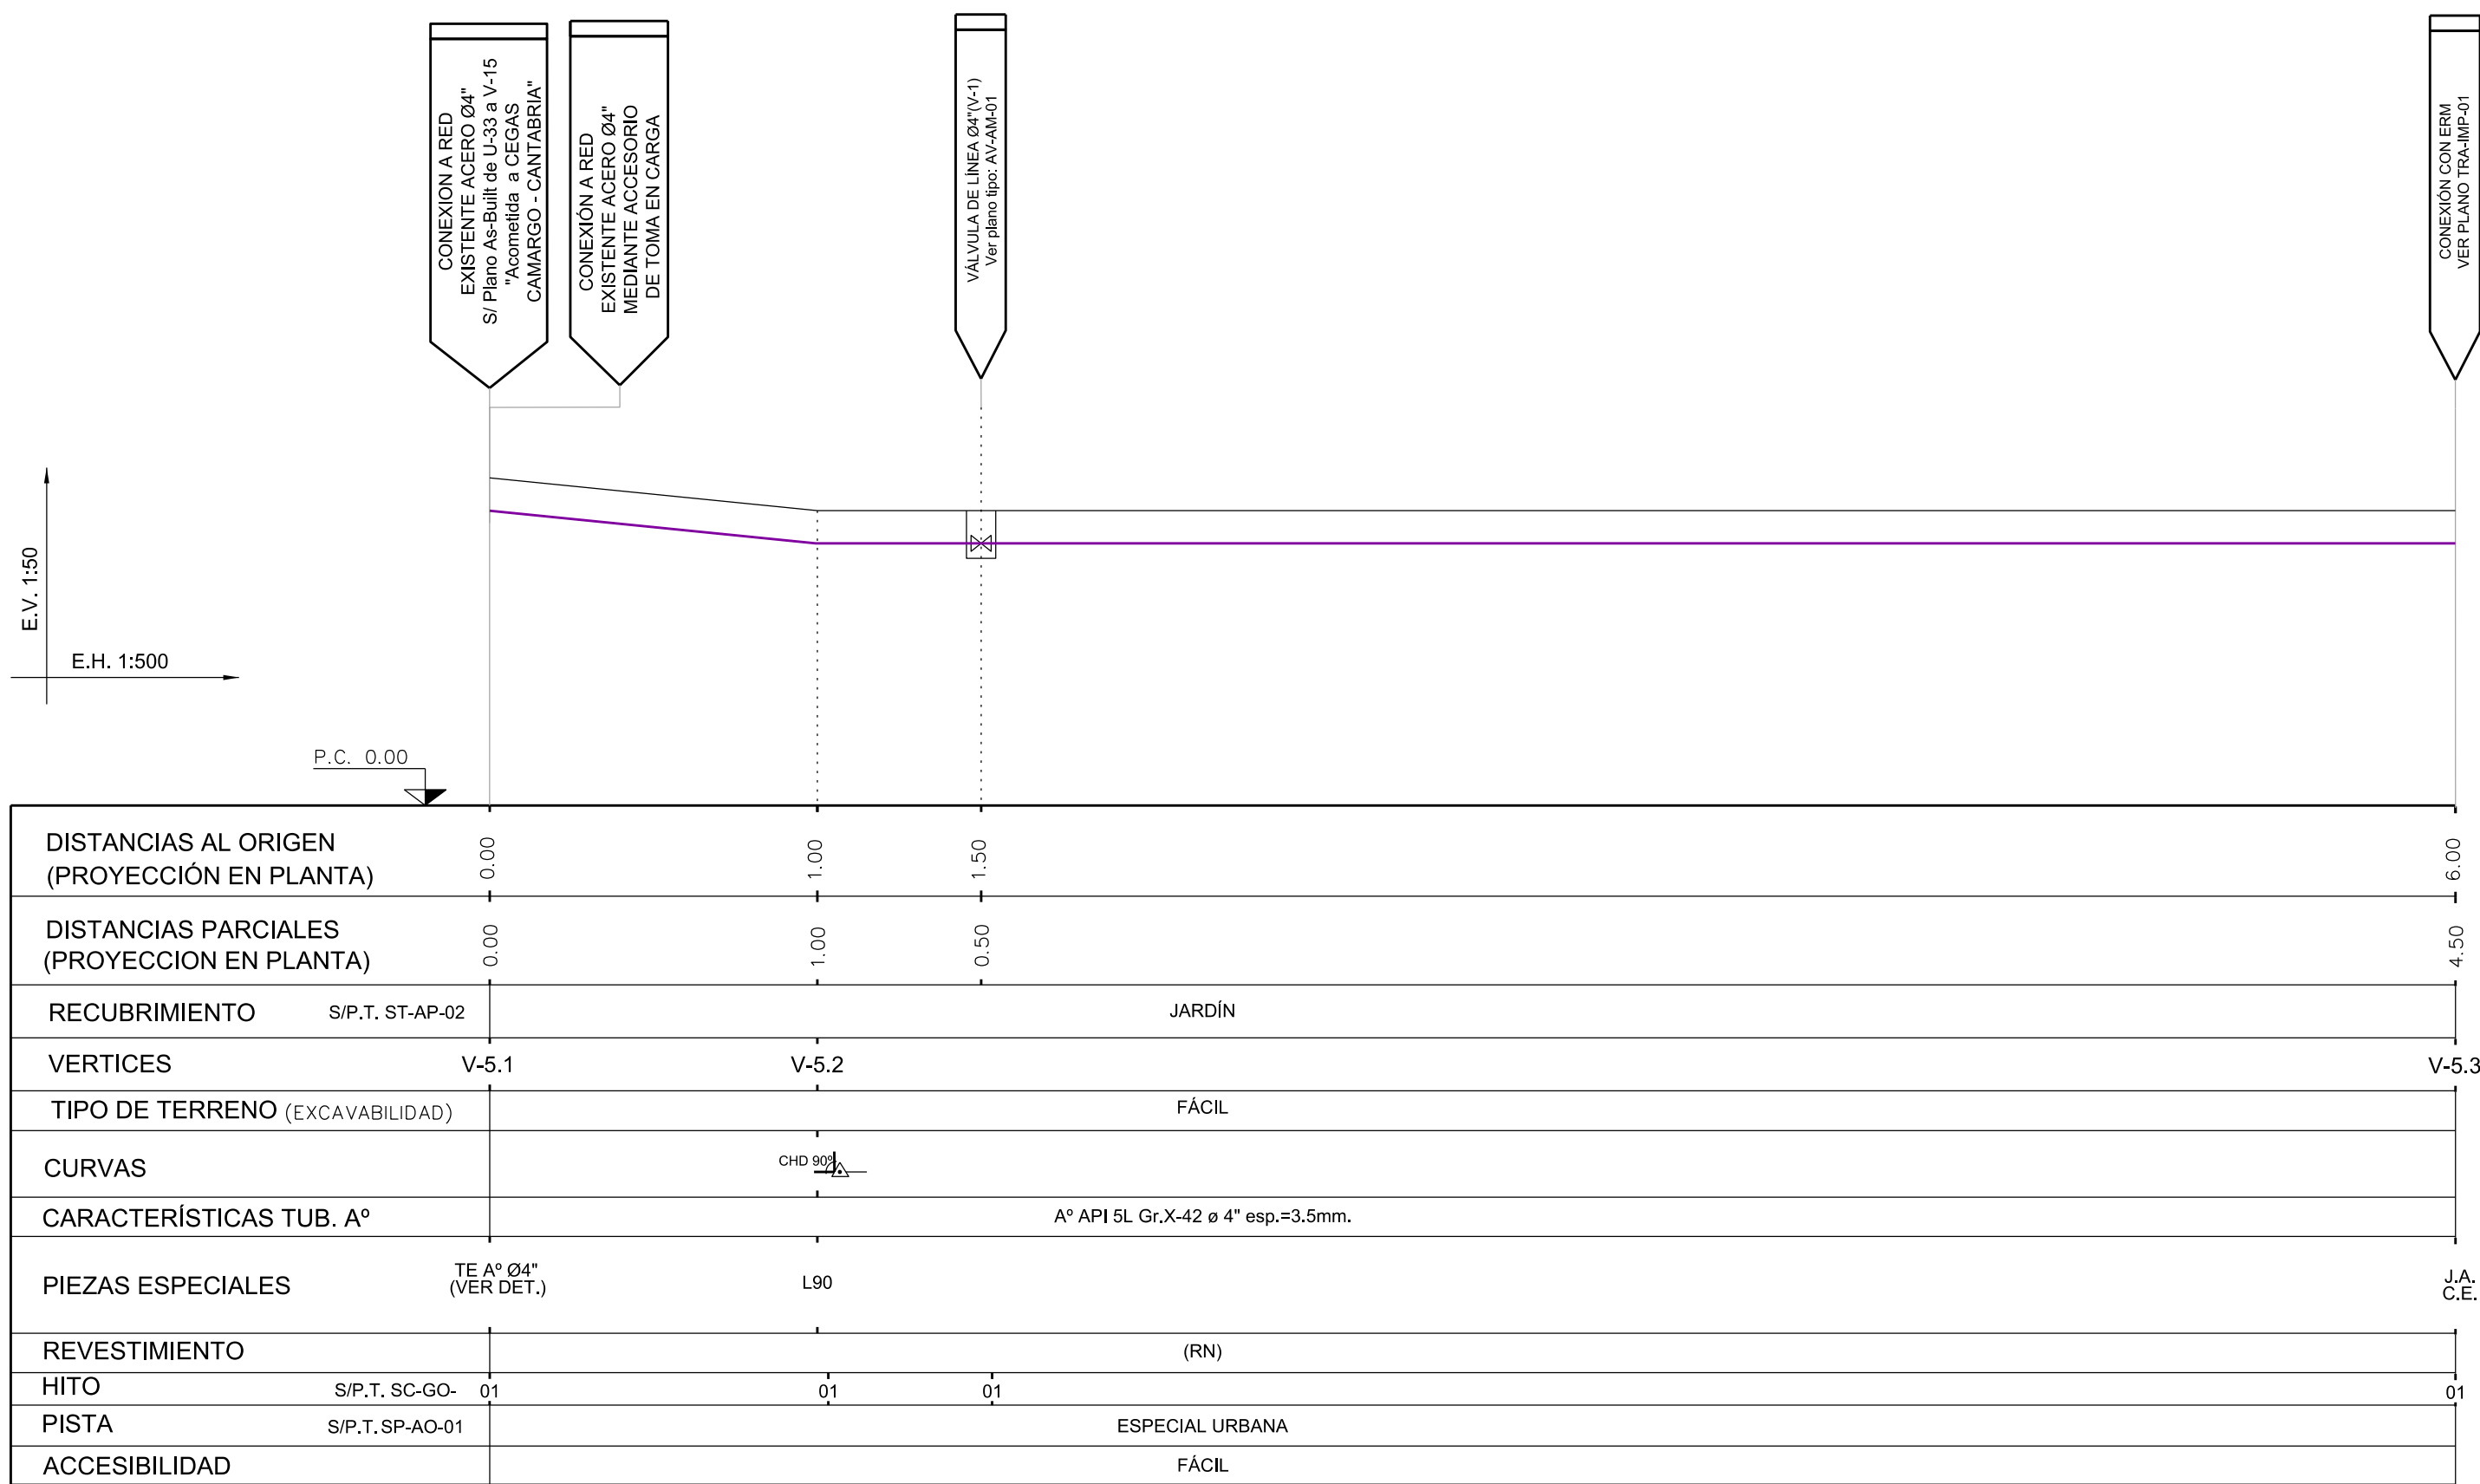 CONEXION A RED
EXISTENTE ACERO Ø4"
S/ Plano As-Built de U-33 a V-15
"Acometida a CEGAS
CAMARGO - CANTABRIA"
CONEXIÓN A RED
EXISTENTE ACERO Ø4"
MEDIANTE ACCESORIO
DE TOMA EN CARGA
VÁLVULA DE LÍNEA Ø4"(V-1)
Ver plano tipo: AV-AM-01
CONEXIÓN CON ERM
VER PLANO TRA-IMP-01
E.V. 1:50
E.H. 1:500
P.C. 0.00
DISTANCIAS AL ORIGEN
(PROYECCIÓN EN PLANTA)
0.00 1.00 1.50 6.00
DISTANCIAS PARCIALES
(PROYECCION EN PLANTA)
0.00 1.00 0.50 4.50
RECUBRIMIENTO S/P.T. ST-AP-02 JARDÍN
VERTICES V-5.1 V-5.2 V-5.3
TIPO DE TERRENO (EXCAVABILIDAD) FÁCIL
CURVAS CHD 90º
CARACTERÍSTICAS TUB. Aº Aº API 5L Gr.X-42 ø 4" esp.=3.5mm.
PIEZAS ESPECIALES
TE Aº Ø4"
(VER DET.)
L90
J.A.
C.E.
REVESTIMIENTO (RN)
HITO S/P.T. SC-GO- 01 01 01 01
PISTA S/P.T. SP-AO-01 ESPECIAL URBANA
ACCESIBILIDAD FÁCIL